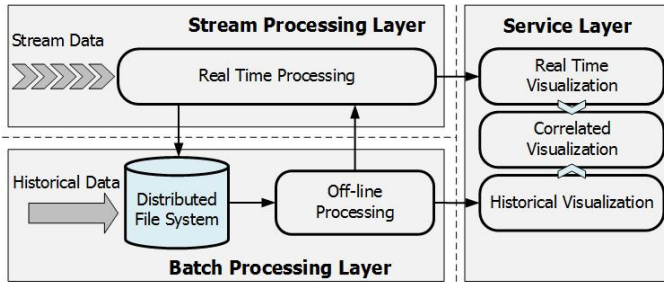 Stream Processing Layer
Stream Data
Real Time Processing
Historical Data
Distributed
File System
Off-line
Processing
Batch Processing Layer
Service Layer
Real Time
Visualization
Correlated
Visualization
Historical Visualization